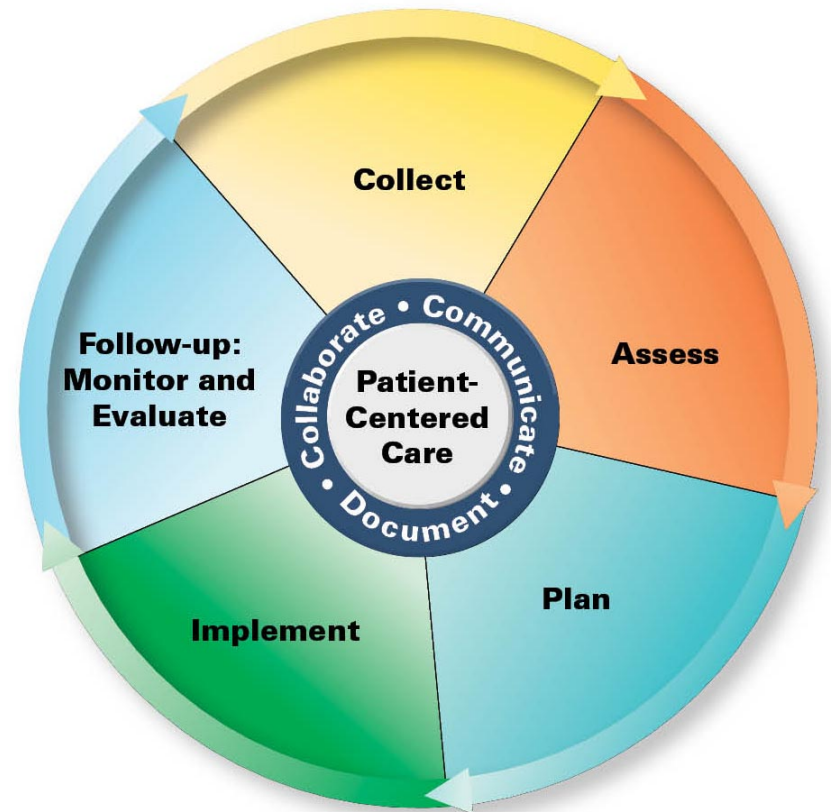 Collect
Assess
Plan
Implement
Follow-up:
Monitor and
Evaluate
Collaborate • Communicate • Document •
Patient-
Centered
Care